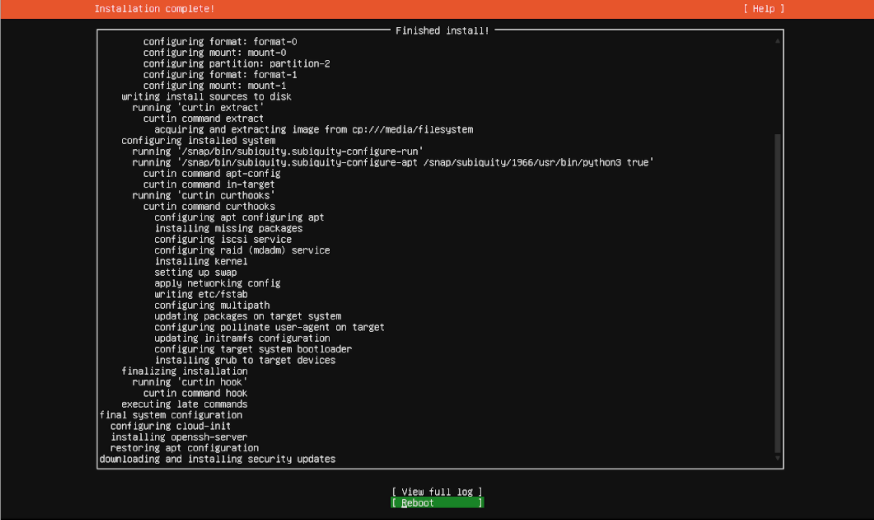 Installation complete! [ Help ]
Finished install!
configuring format: format-0
configuring mount: mount-0
configuring partition: partition-2
configuring format: format-1
configuring mount: mount-1
writing install sources to disk
running 'curtin extract'
curtin command extract
acquiring and extracting image from cp:///media/filesystem
configuring installed system
running '/snap/bin/subiquity.subiquity-configure-run'
running '/snap/bin/subiquity.subiquity-configure-apt /snap/subiquity/1966/usr/bin/python3 true'
curtin command apt-config
curtin command in-target
running 'curtin curthooks'
curtin command curthooks
configuring apt configuring apt
installing missing packages
configuring iscsi service
configuring raid (mdadm) service
installing kernel
setting up swap
apply networking config
writing etc/fstab
configuring multipath
updating packages on target system
configuring pollinate user-agent on target
updating initramfs configuration
configuring target system bootloader
installing grub to target devices
finalizing installation
running 'curtin hook'
curtin command hook
executing late commands
final system configuration
configuring cloud-init
installing openssh-server
restoring apt configuration
downloading and installing security updates
[ View full log ]
[ Reboot ]